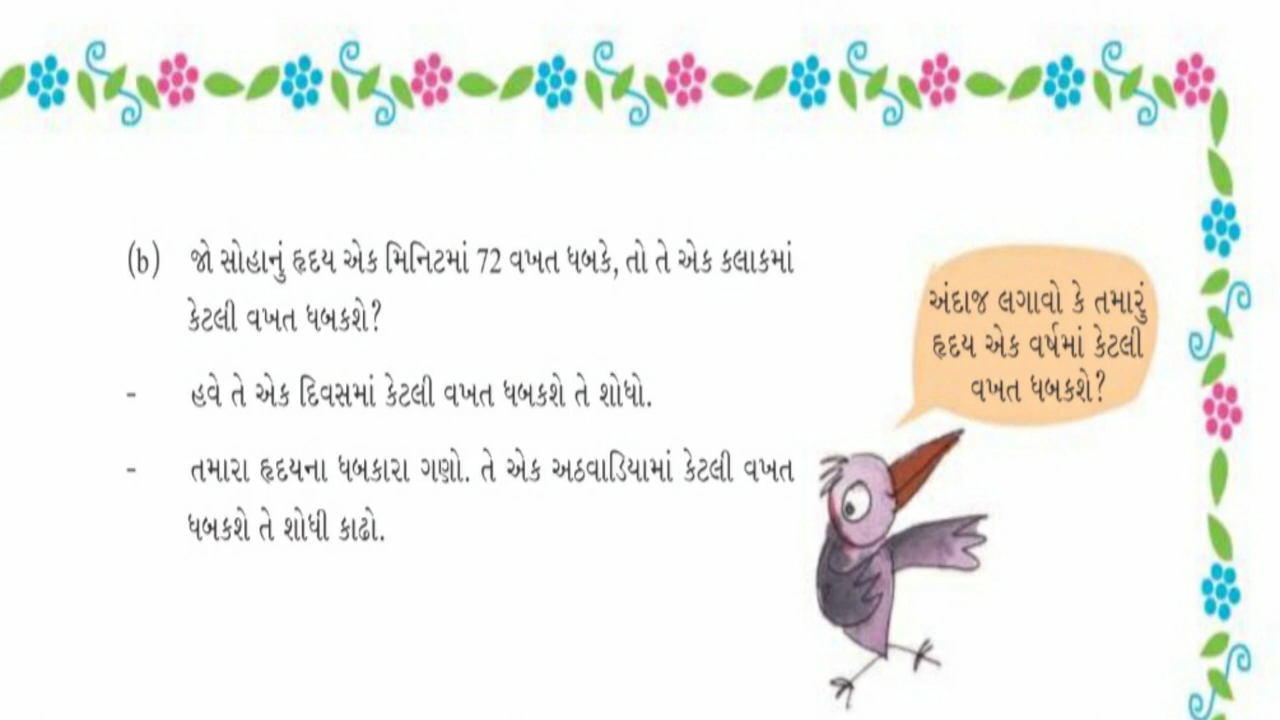 (b) જો સોહાનું હૃદય એક મિનિટમાં 72 વખત ધબકે, તો તે એક કલાકમાં
કેટલી વખત ધબકશે?
- હવે તે એક દિવસમાં કેટલી વખત ધબકશે તે શોધો.
- તમારા હૃદયના ધબકારા ગણો. તે એક અઠવાડિયામાં કેટલી વખત
ધબકશે તે શોધી કાઢો.
અંદાજ લગાવો કે તમારું
હૃદય એક વર્ષમાં કેટલી
વખત ધબકશે?